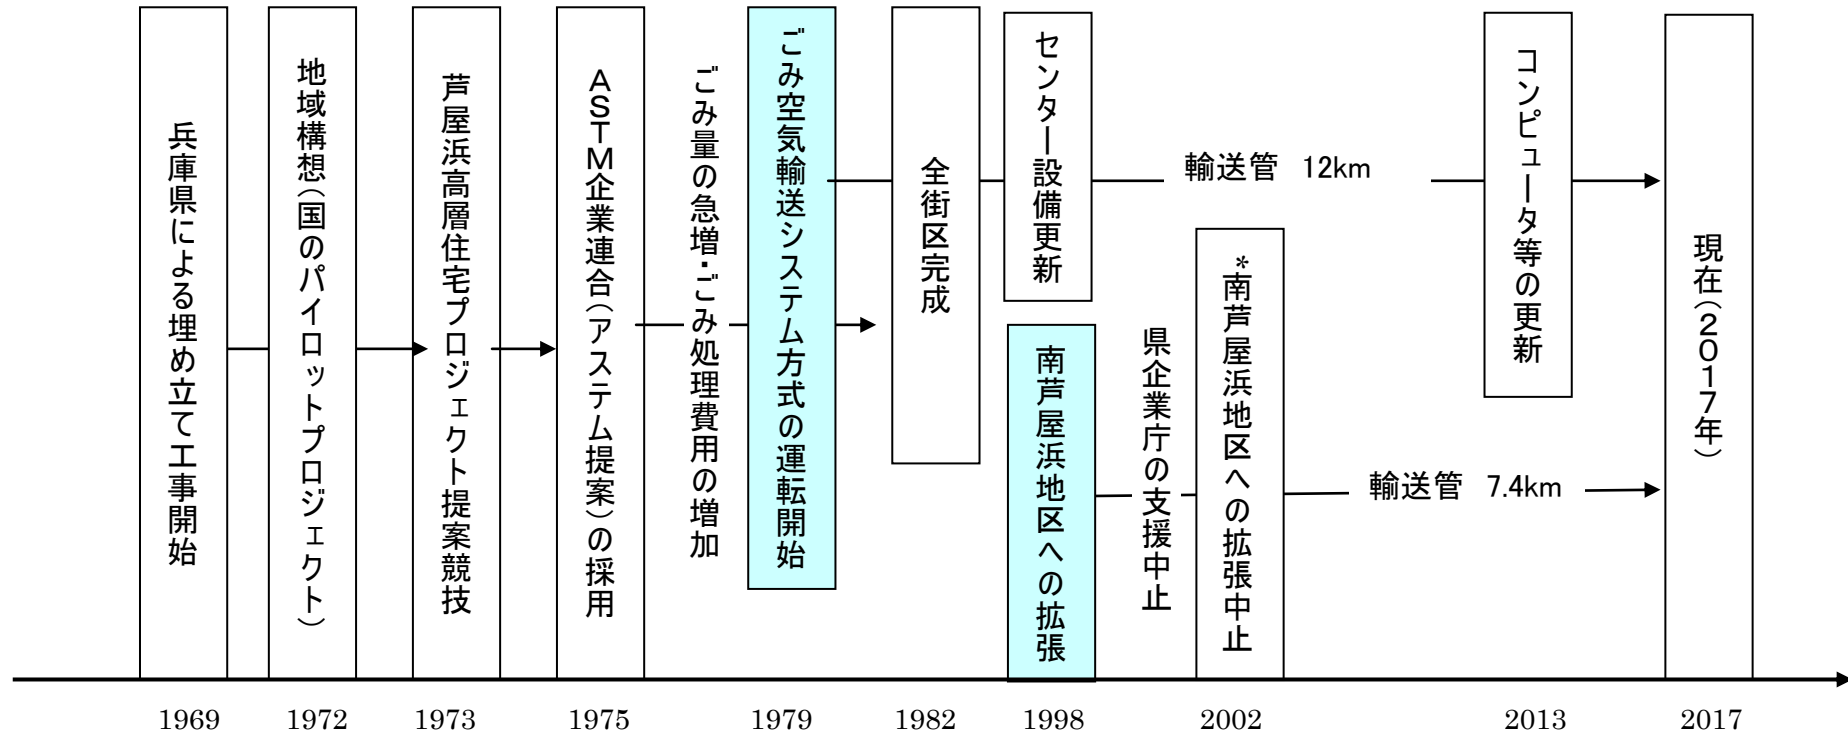 兵庫県による埋め立て工事開始
地域構想（国のパイロットプロジェクト）
芦屋浜高層住宅プロジェクト提案競技
ＡＳＴＭ企業連合（アステム提案）の採用
ごみ量の急増・ごみ処理費用の増加
ごみ空気輸送システム方式の運転開始
全街区完成
センター設備更新
南芦屋浜地区への拡張
輸送管　12km
県企業庁の支援中止
＊南芦屋浜地区への拡張中止
輸送管　7.4km
コンピュータ等の更新
現在（２０１７年）
1969
1972
1973
1975
1979
1982
1998
2002
2013
2017